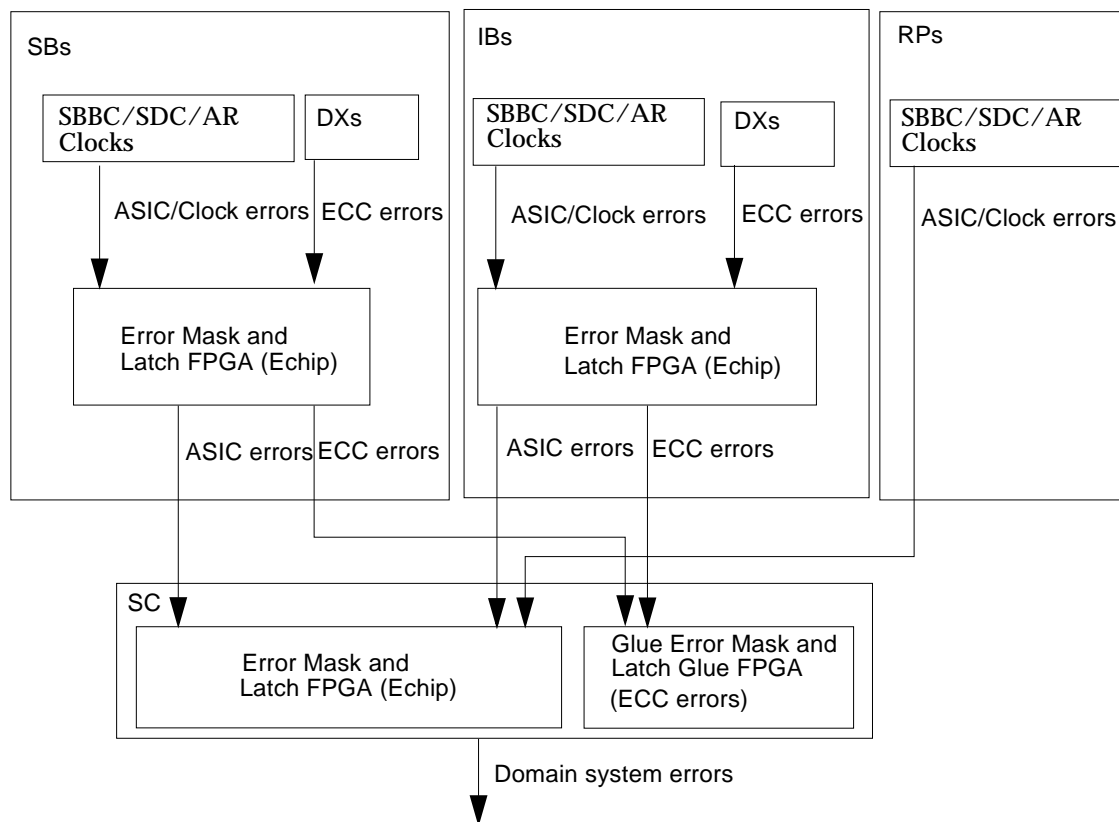 SBs
IBs
RPs
SBBC/SDC/AR
Clocks
DXs
SBBC/SDC/AR
Clocks
DXs
SBBC/SDC/AR
Clocks
ASIC/Clock errors
ECC errors
ASIC/Clock errors
ECC errors
ASIC/Clock errors
Error Mask and
Latch FPGA (Echip)
Error Mask and
Latch FPGA (Echip)
ASIC errors
ECC errors
ASIC errors
ECC errors
SC
Error Mask and
Latch FPGA (Echip)
Glue Error Mask and
Latch Glue FPGA
(ECC errors)
Domain system errors